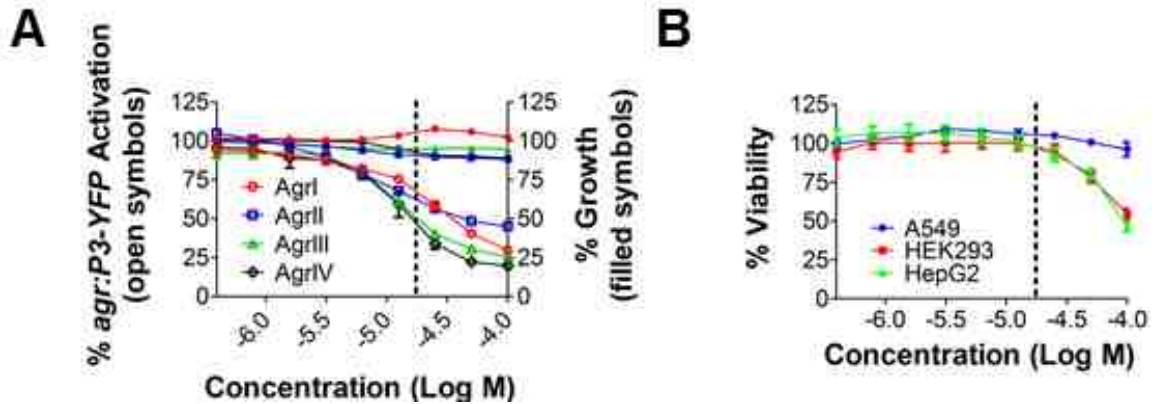 A
% agr:P3-YFP Activation
(open symbols)
125
100
75
50
25
0
AgrI
AgrII
AgrIII
AgrIV
125
100
75
50
25
0
% Growth
(filled symbols)
-6.0
-5.5
-5.0
-4.5
-4.0
Concentration (Log M)
B
% Viability
125
100
75
50
25
0
A549
HEK293
HepG2
-6.0
-5.5
-5.0
-4.5
-4.0
Concentration (Log M)